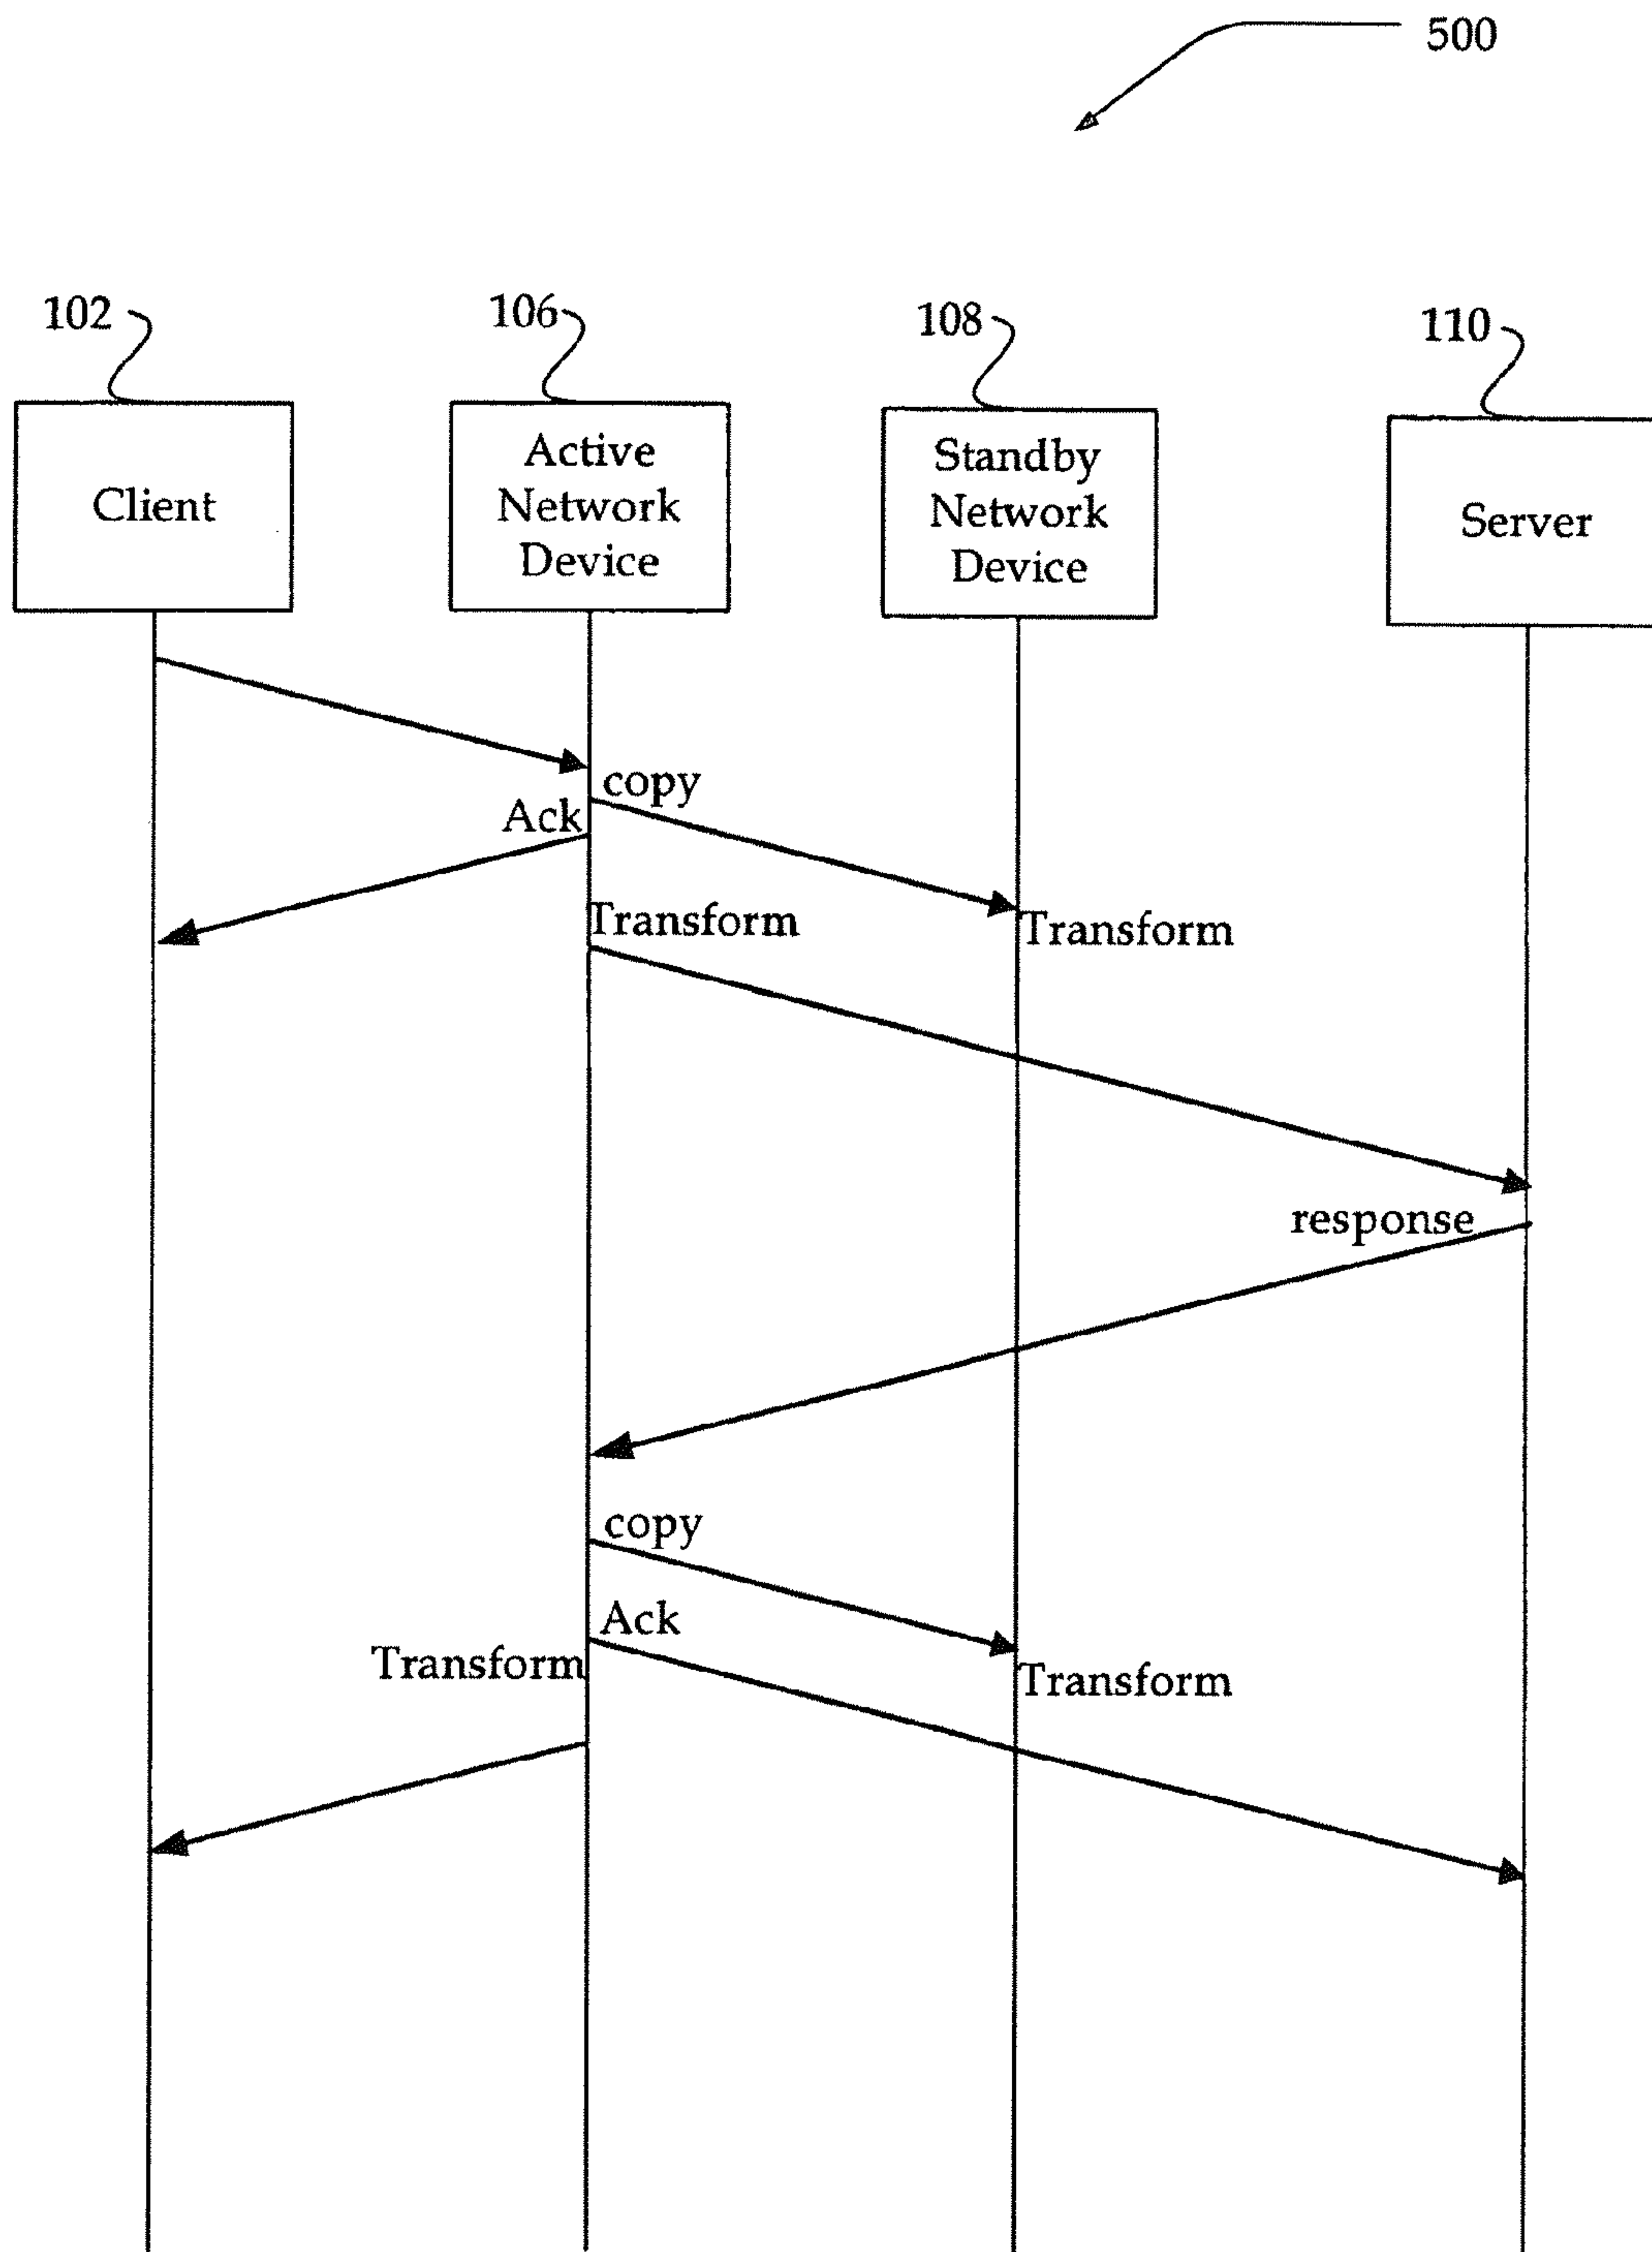 500
102
106
108
110
Client
Active
Network
Device
Standby
Network
Device
Server
copy
Ack
Transform
Transform
response
copy
Ack
Transform
Transform